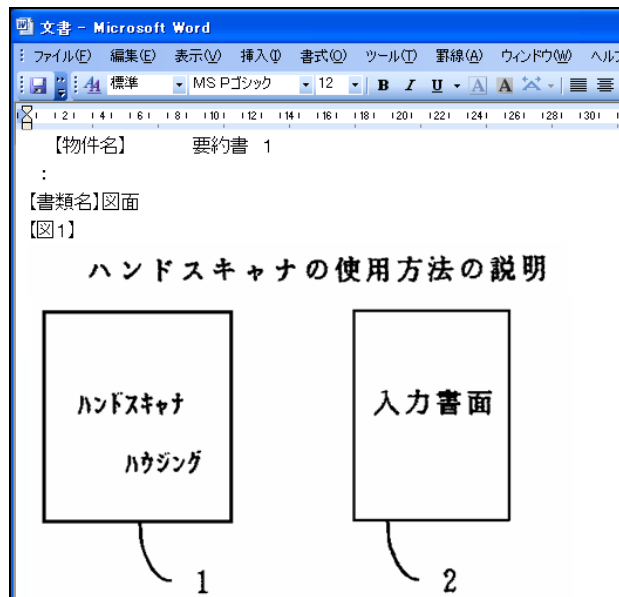 文書 - Microsoft Word
ファイル(F) 編集(E) 表示(V) 挿入(I) 書式(O) ツール(T) 罫線(A) ウィンドウ(W) ヘル
標準 MS Pゴシック 12 B I U A A
2 4 6 8 10 12 14 16 18 20 22 24 26 28 30
【物件名】 要約書 1
:
【書類名】図面
【図1】
ハンドスキャナの使用方法の説明
ハンドスキャナ
ハウジング
入力書面
1 2